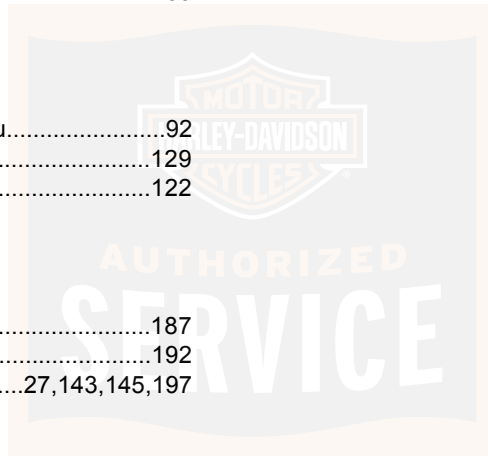 u........................92
......................129
......................122
MOTOR
HARLEY-DAVIDSON
CYCLES
®
AUTHORIZED
SERVICE
......................187
......................192
....27,143,145,197